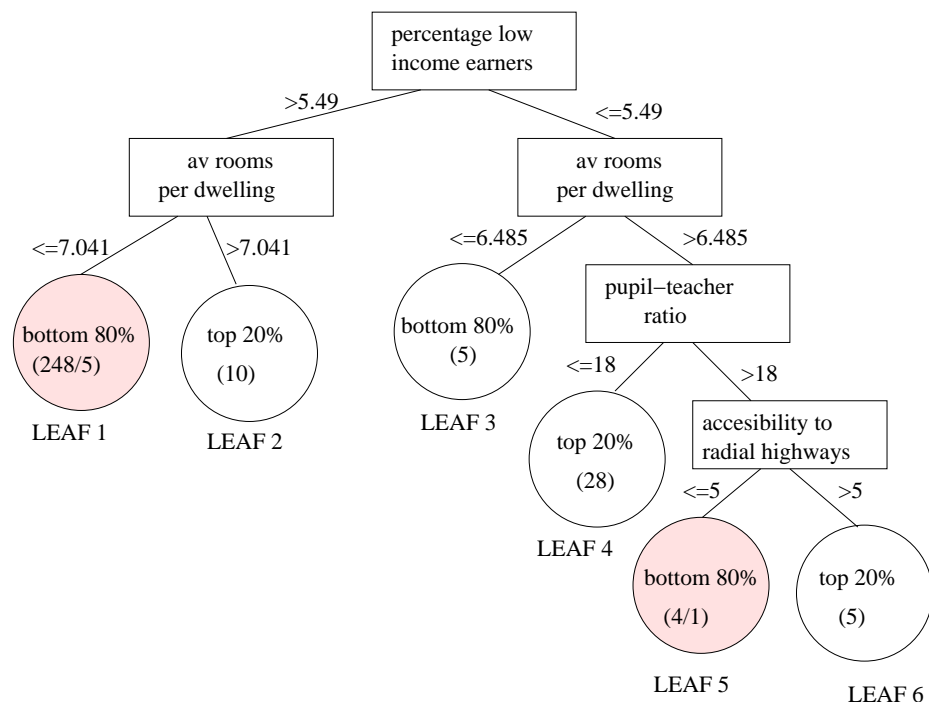 percentage low
income earners
>5.49
<=5.49
av rooms
per dwelling
av rooms
per dwelling
<=7.041
>7.041
<=6.485
>6.485
bottom 80%
(248/5)
LEAF 1
top 20%
(10)
LEAF 2
bottom 80%
(5)
LEAF 3
pupil−teacher
ratio
<=18
>18
top 20%
(28)
LEAF 4
accesibility to
radial highways
<=5
>5
bottom 80%
(4/1)
LEAF 5
top 20%
(5)
LEAF 6